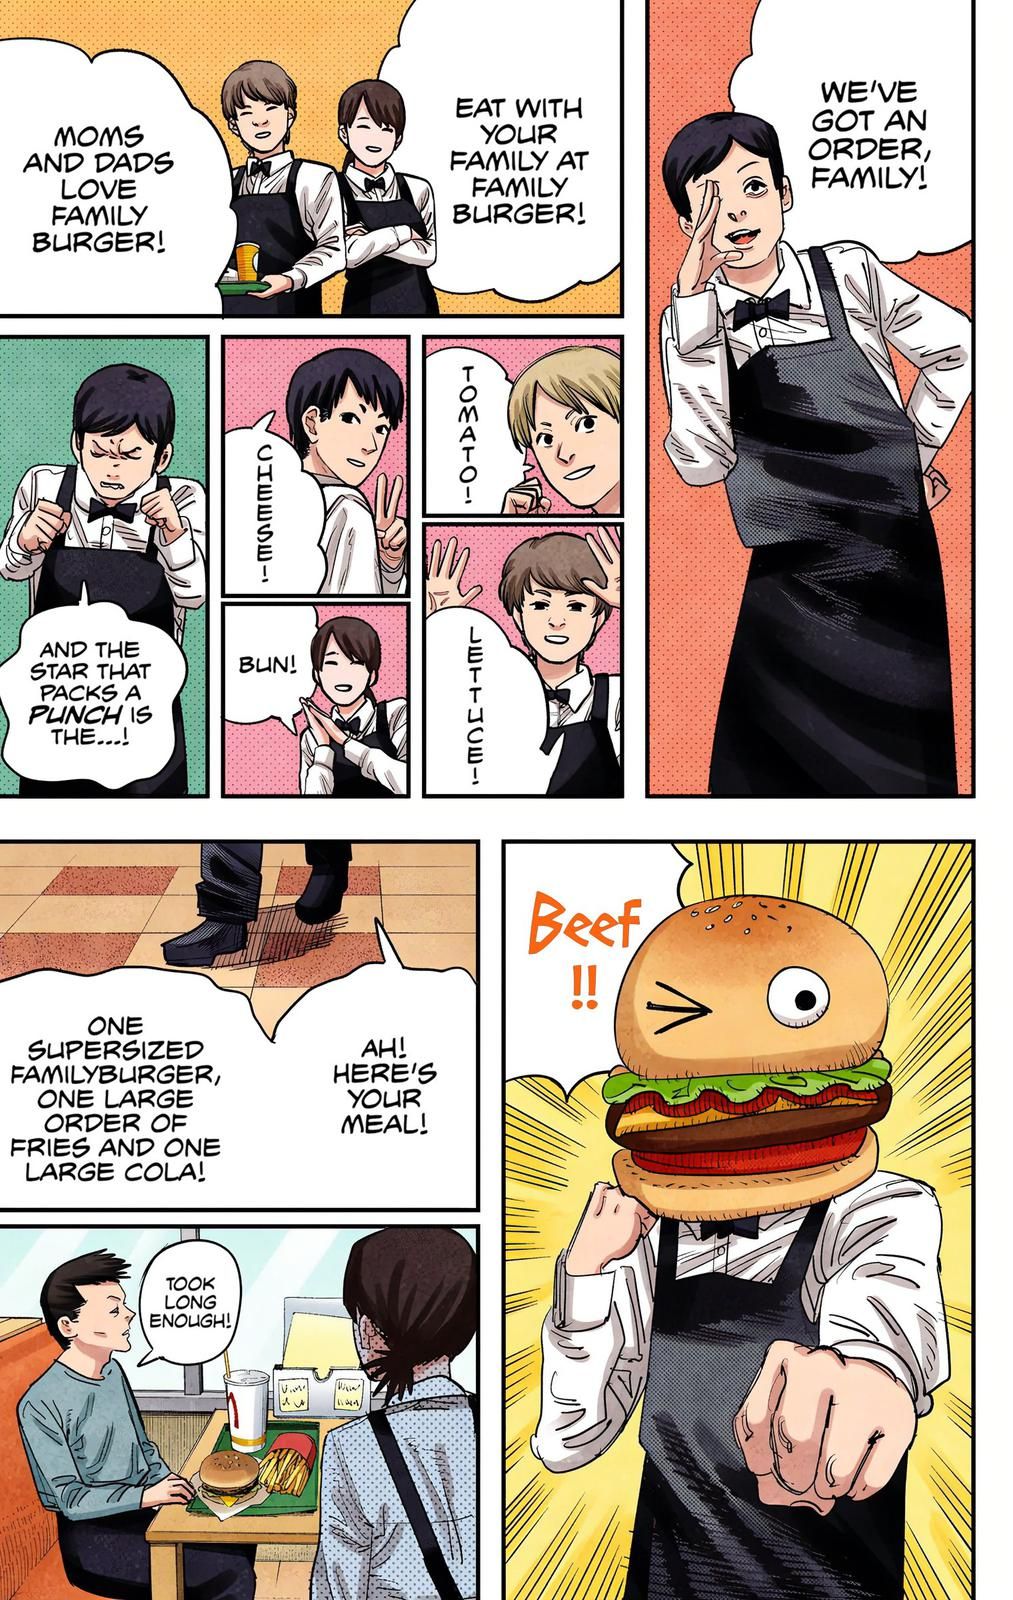 WE'VE
GOT AN
ORDER,
FAMILY!
EAT WITH
YOUR
FAMILY AT
FAMILY
BURGER!
MOMS
AND DADS
LOVE
FAMILY
BURGER!
TOMATO!
LETTUCE!
CHEESE!
BUN!
AND THE
STAR THAT
PACKS A
PUNCH IS
THE...!
Beef
!!
AH!
HERE'S
YOUR
MEAL!
ONE
SUPERSIZED
FAMILYBURGER,
ONE LARGE
ORDER OF
FRIES AND ONE
LARGE COLA!
TOOK
LONG
ENOUGH!